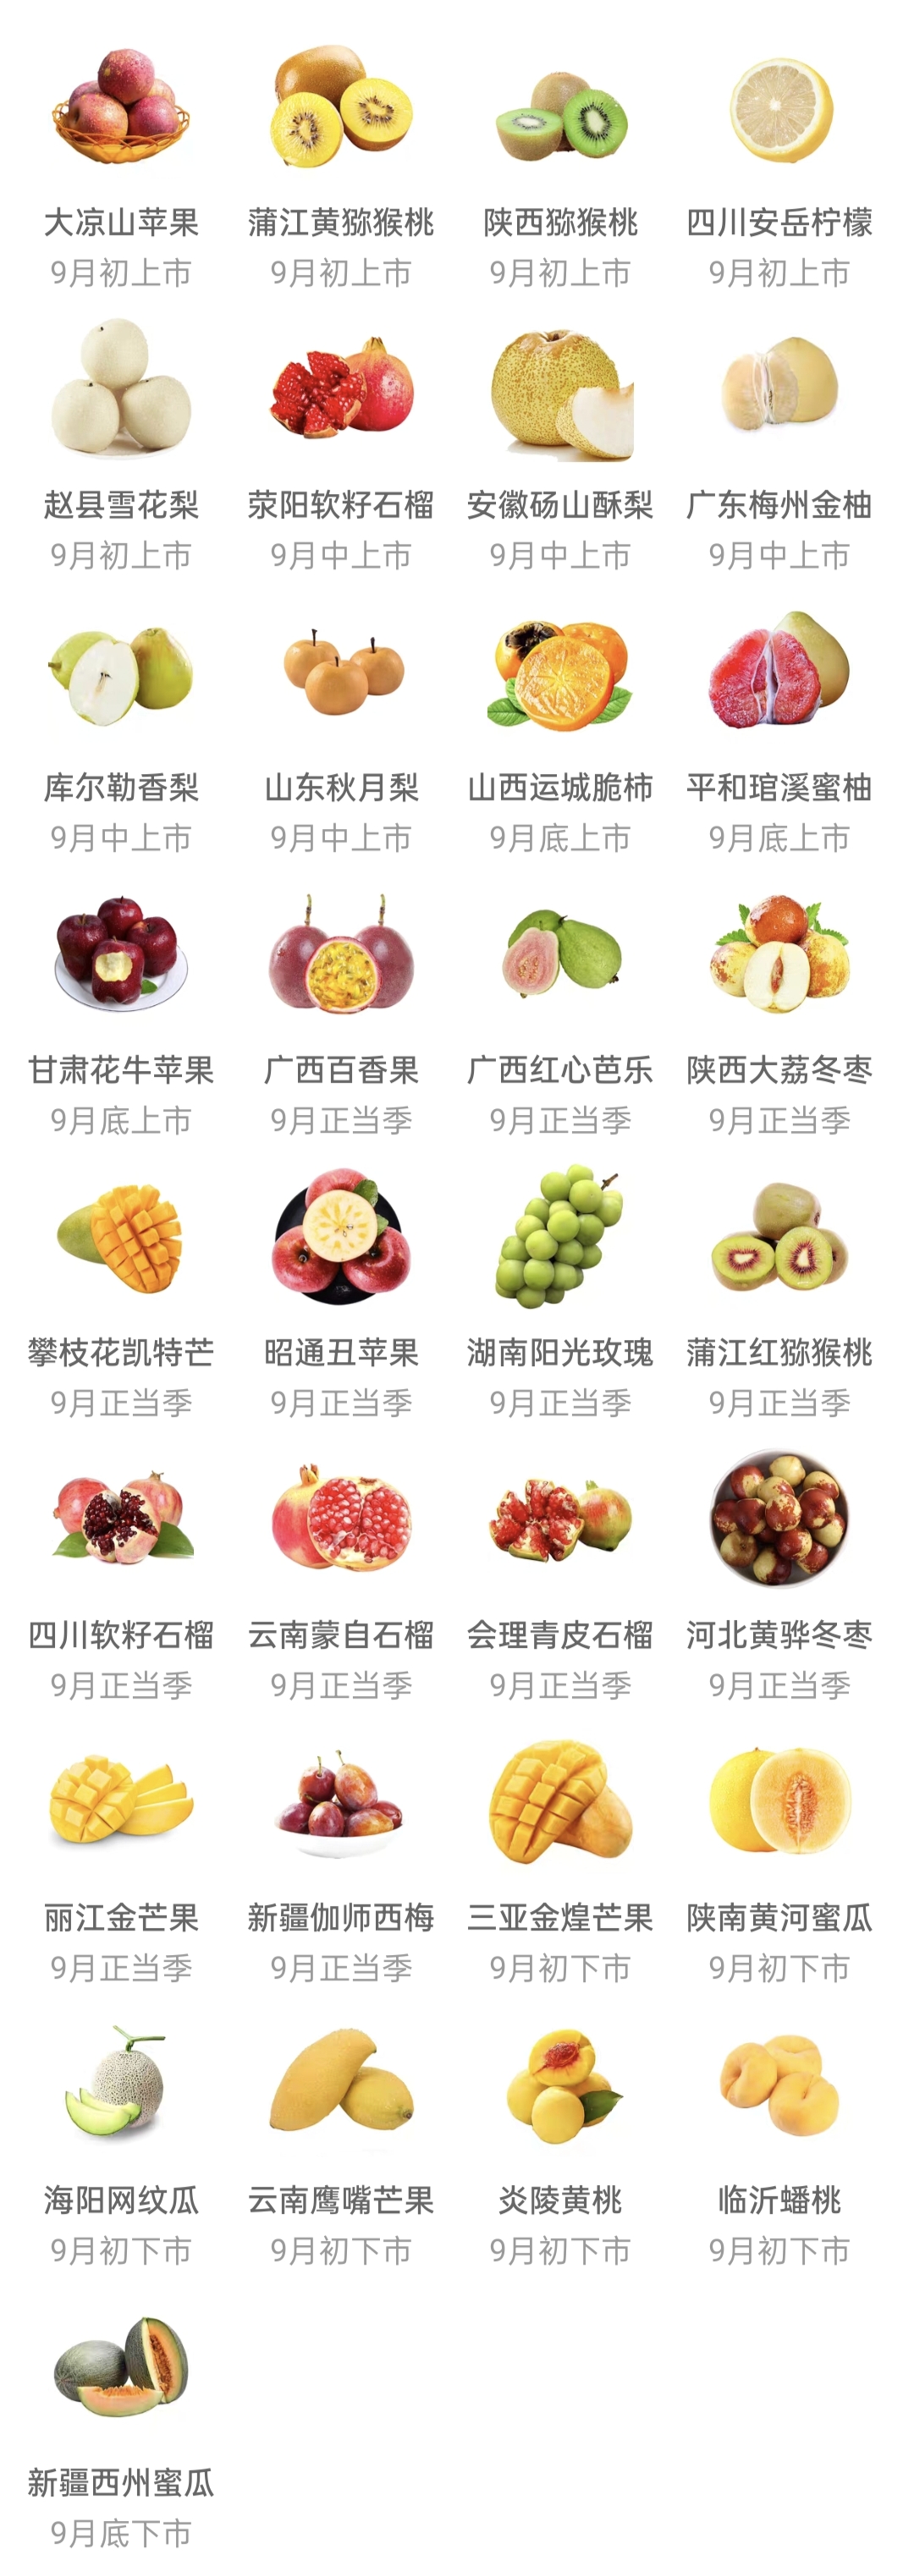 大凉山苹果 蒲江黄猕猴桃 陕西猕猴桃 四川安岳柠檬
9月初上市 9月初上市 9月初上市 9月初上市
赵县雪花梨 荥阳软籽石榴 安徽砀山酥梨 广东梅州金柚
9月初上市 9月中上市 9月中上市 9月中上市
库尔勒香梨 山东秋月梨 山西运城脆柿 平和琯溪蜜柚
9月中上市 9月中上市 9月底上市 9月底上市
甘肃花牛苹果 广西百香果 广西红心芭乐 陕西大荔冬枣
9月底上市 9月正当季 9月正当季 9月正当季
攀枝花凯特芒 昭通丑苹果 湖南阳光玫瑰 蒲江红猕猴桃
9月正当季 9月正当季 9月正当季 9月正当季
四川软籽石榴 云南蒙自石榴 会理青皮石榴 河北黄骅冬枣
9月正当季 9月正当季 9月正当季 9月正当季
丽江金芒果 新疆伽师西梅 三亚金煌芒果 陕南黄河蜜瓜
9月正当季 9月正当季 9月初下市 9月初下市
海阳网纹瓜 云南鹰嘴芒果 炎陵黄桃 临沂蟠桃
9月初下市 9月初下市 9月初下市 9月初下市
新疆西州蜜瓜
9月底下市